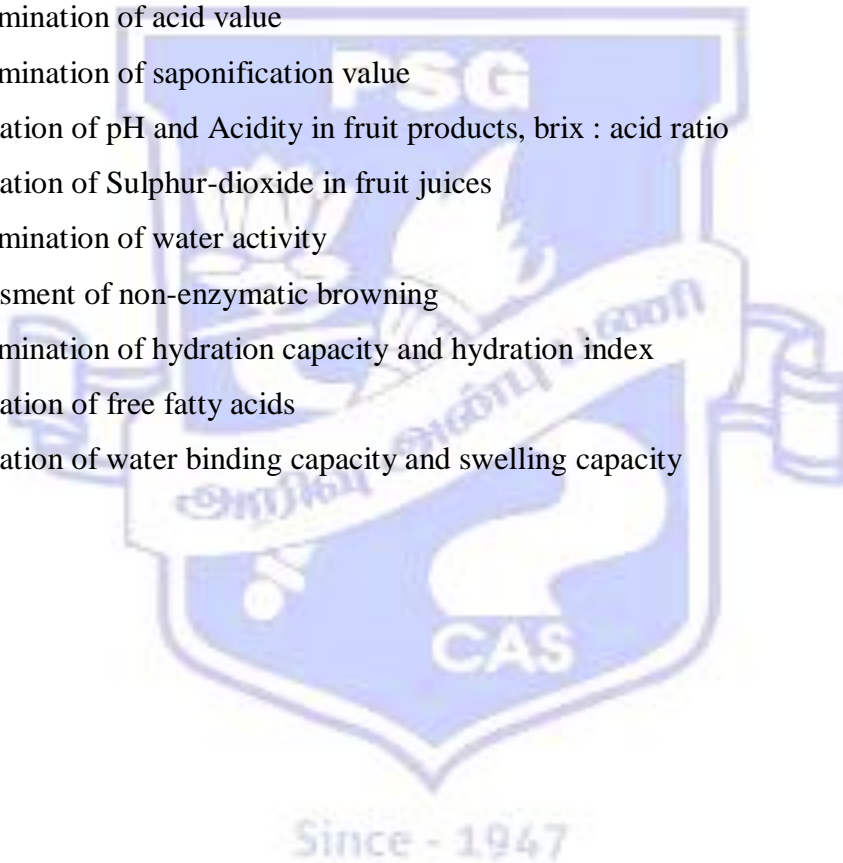 mination of acid value
mination of saponification value
ation of pH and Acidity in fruit products, brix : acid ratio
ation of Sulphur-dioxide in fruit juices
mination of water activity
sment of non-enzymatic browning
mination of hydration capacity and hydration index
ation of free fatty acids
ation of water binding capacity and swelling capacity
PSG
CAS
Since - 1947